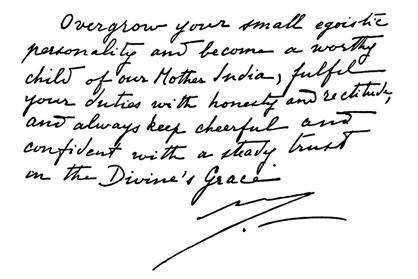 Overgrow your small egoistic
personality and become a worthy
child of our Mother India, fulfil
your duties with honesty and rectitude,
and always keep cheerful and
confident with a steady trust
in the Divine's Grace.